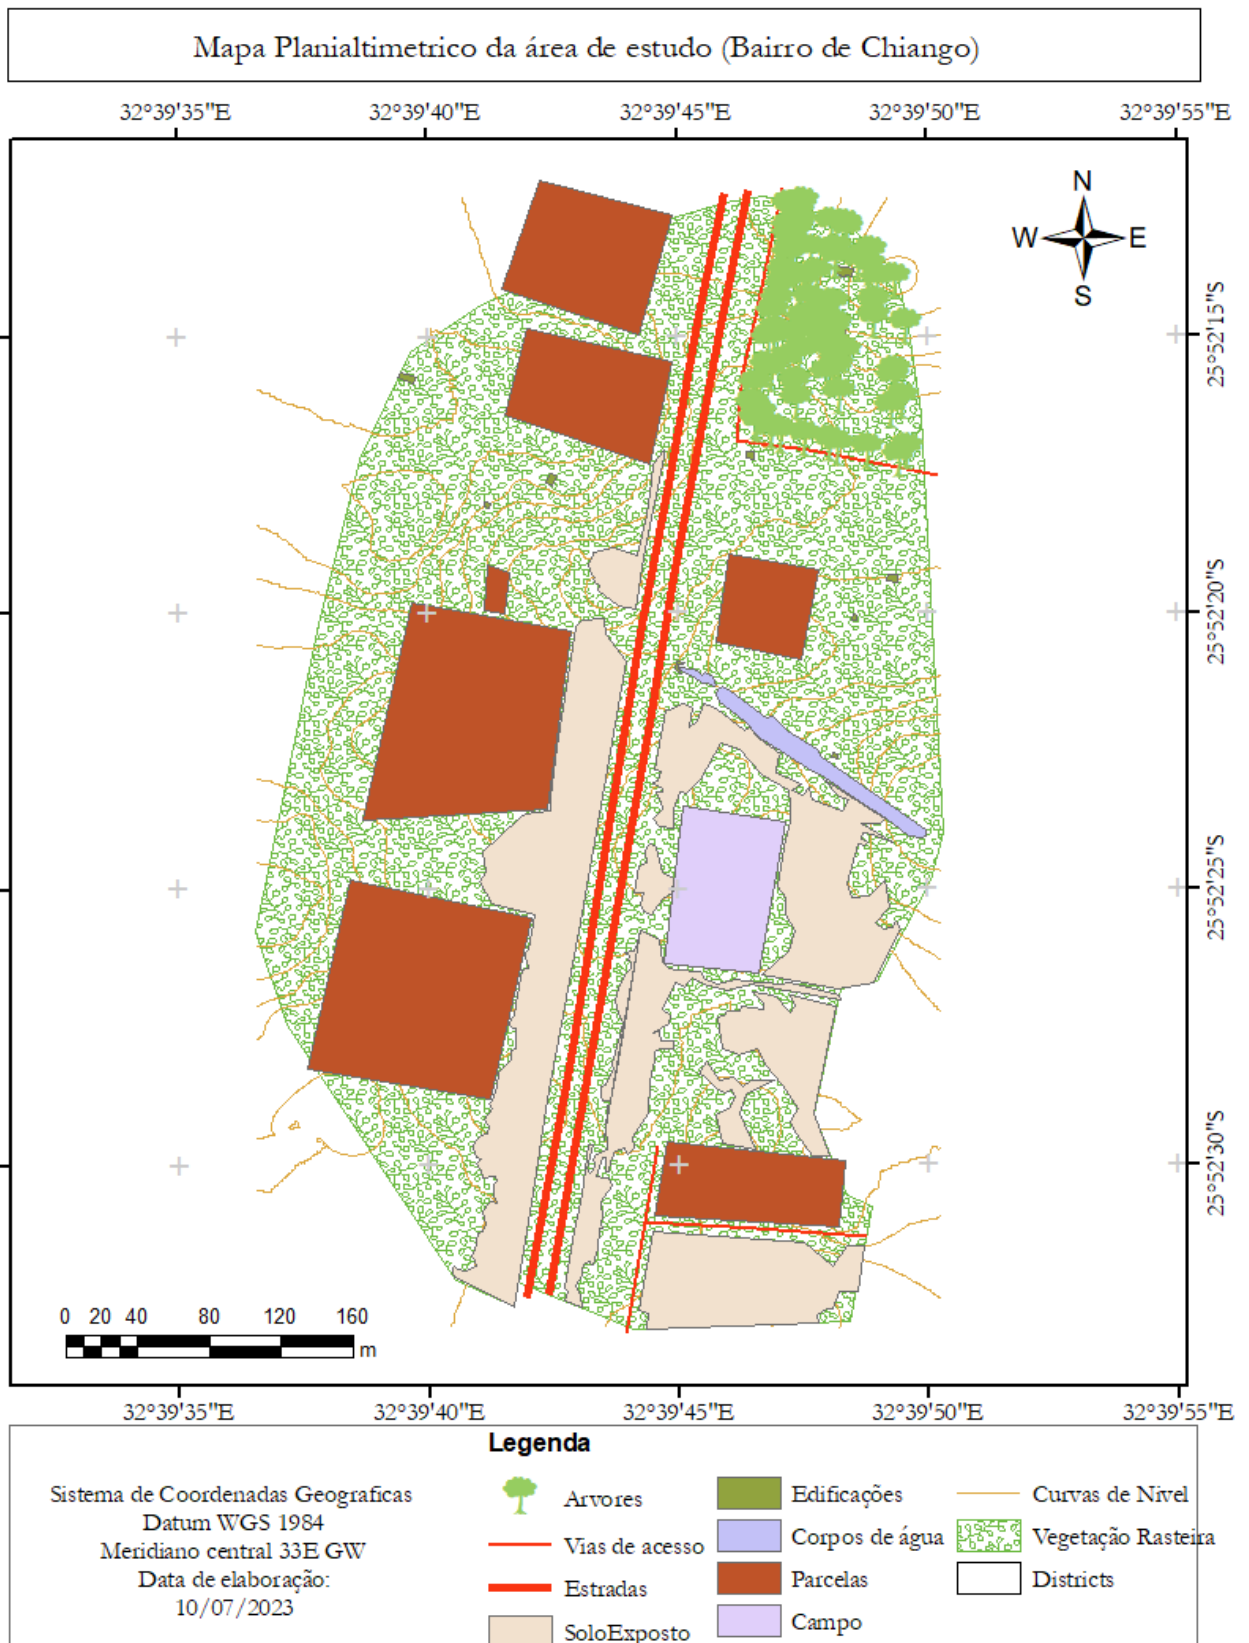 Mapa Planialtimetrico da área de estudo (Bairro de Chiango)
32°39'35"E 32°39'40"E 32°39'45"E 32°39'50"E 32°39'55"E
N
W E
S
25°52'15"S
25°52'20"S
25°52'25"S
25°52'30"S
0 20 40 80 120 160
m
32°39'35"E 32°39'40"E 32°39'45"E 32°39'50"E 32°39'55"E
Legenda
Sistema de Coordenadas Geograficas
Datum WGS 1984
Meridiano central 33E GW
Data de elaboração:
10/07/2023
Arvores
Vias de acesso
Estradas
SoloExposto
Edificações
Corpos de água
Parcelas
Campo
Curvas de Nivel
Vegetação Rasteira
Districts